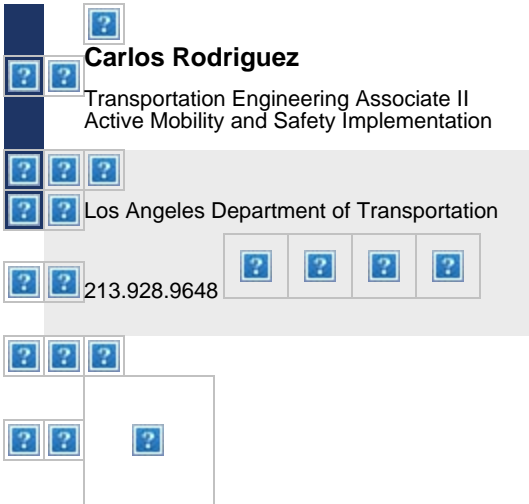 Carlos Rodriguez
Transportation Engineering Associate II
Active Mobility and Safety Implementation
Los Angeles Department of Transportation
213.928.9648